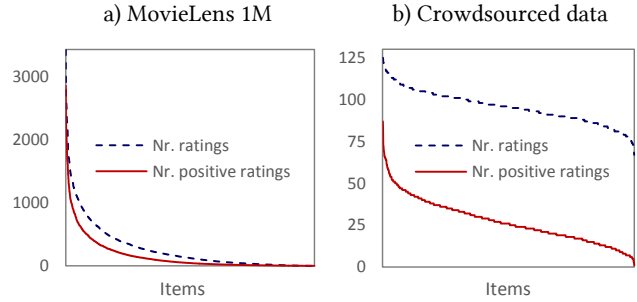 a) MovieLens 1M
3000
2000
1000
0
Nr. ratings
Nr. positive ratings
Items
b) Crowdsourced data
125
100
75
50
25
0
Nr. ratings
Nr. positive ratings
Items